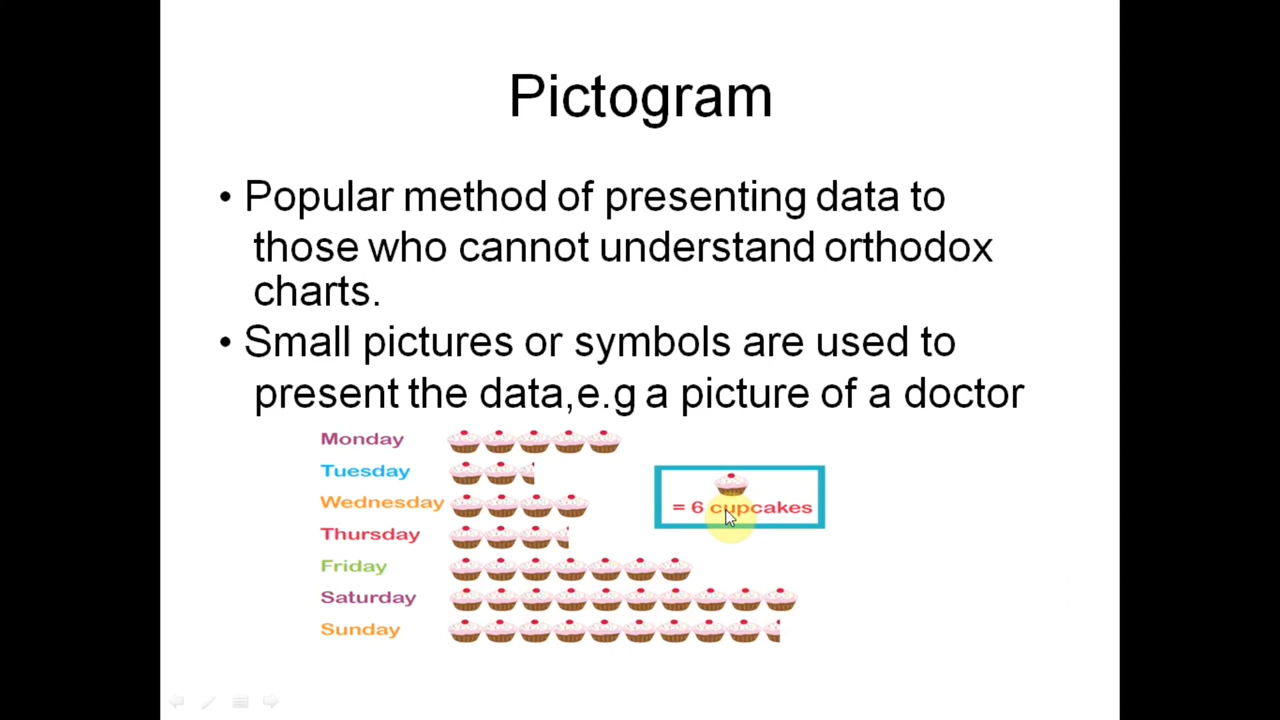 Pictogram
• Popular method of presenting data to
those who cannot understand orthodox
charts.
• Small pictures or symbols are used to
present the data,e.g a picture of a doctor
Monday
Tuesday
Wednesday
Thursday
Friday
Saturday
Sunday
= 6 cupcakes